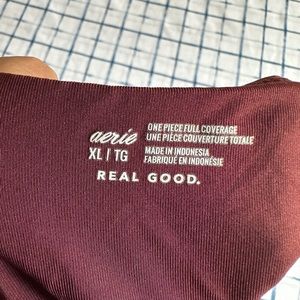 aerie
XL | TG
ONE PIECE FULL COVERAGE
UNE PIÈCE COUVERTURE TOTALE
MADE IN INDONESIA
FABRIQUÉ EN INDONÉSIE
REAL GOOD.